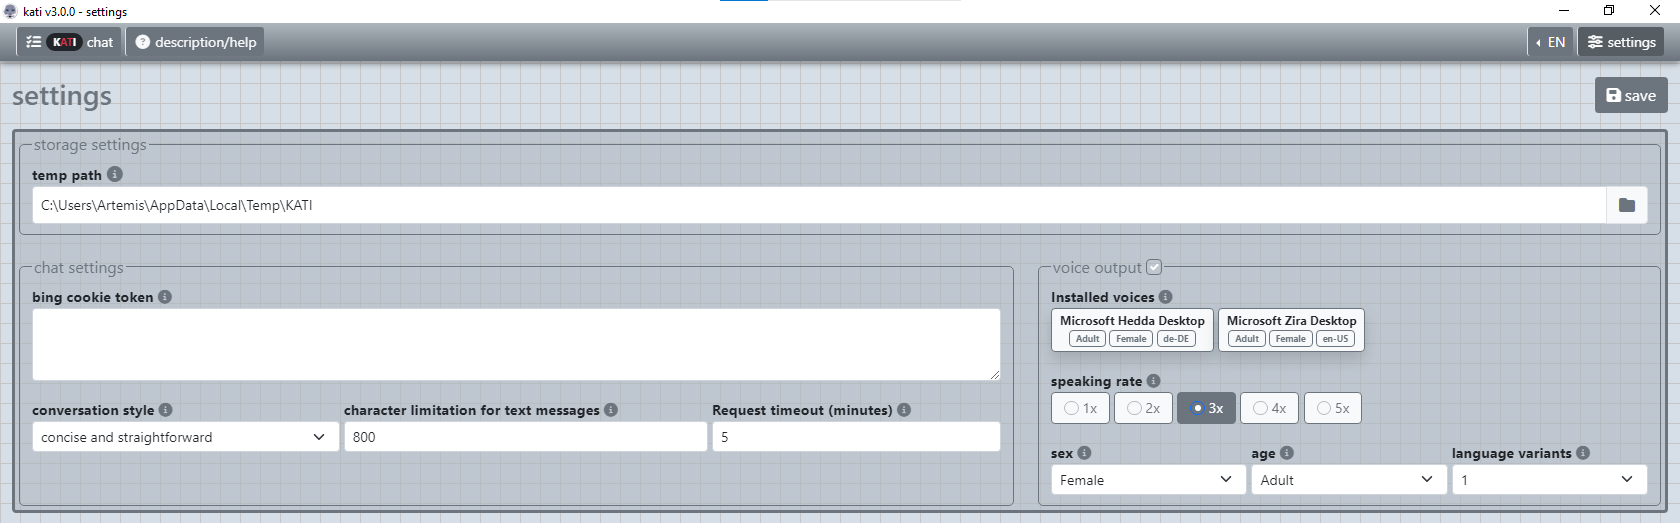 kati v3.0.0 - settings
KATI chat
description/help
EN
settings
settings
save
storage settings
temp path
C:\Users\Artemis\AppData\Local\Temp\KATI
chat settings
bing cookie token
conversation style
character limitation for text messages
Request timeout (minutes)
concise and straightforward
800
5
voice output
Installed voices
Microsoft Hedda Desktop
Adult Female de-DE
Microsoft Zira Desktop
Adult Female en-US
speaking rate
1x 2x 3x 4x 5x
sex
age
language variants
Female
Adult
1